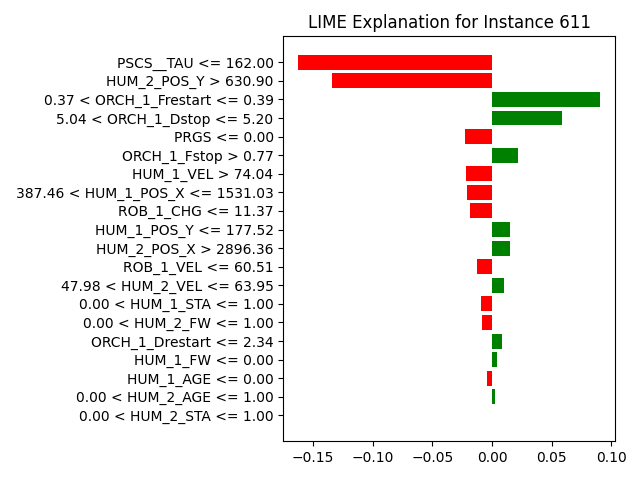 LIME Explanation for Instance 611
PSCS__TAU <= 162.00
HUM_2_POS_Y > 630.90
0.37 < ORCH_1_Frestart <= 0.39
5.04 < ORCH_1_Dstop <= 5.20
PRGS <= 0.00
ORCH_1_Fstop > 0.77
HUM_1_VEL > 74.04
387.46 < HUM_1_POS_X <= 1531.03
ROB_1_CHG <= 11.37
HUM_1_POS_Y <= 177.52
HUM_2_POS_X > 2896.36
ROB_1_VEL <= 60.51
47.98 < HUM_2_VEL <= 63.95
0.00 < HUM_1_STA <= 1.00
0.00 < HUM_2_FW <= 1.00
ORCH_1_Drestart <= 2.34
HUM_1_FW <= 0.00
HUM_1_AGE <= 0.00
0.00 < HUM_2_AGE <= 1.00
0.00 < HUM_2_STA <= 1.00
−0.15 −0.10 −0.05 0.00 0.05 0.10